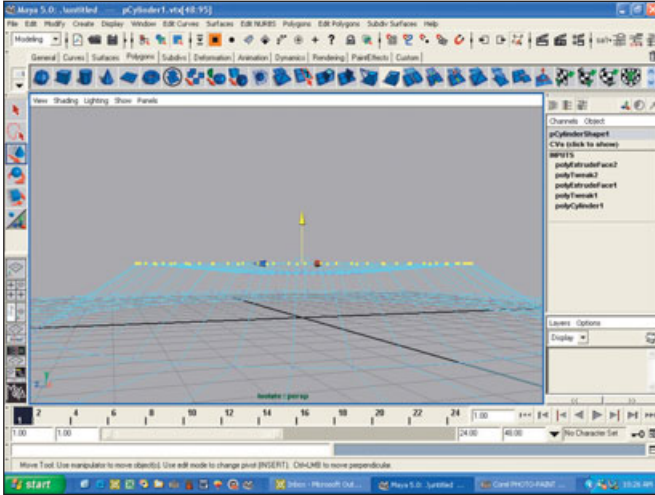 Maya 5.0: .\untitled --- pCylinder1.vtx[48:95]
File Edit Modify Create Display Window Edit Curves Surfaces Edit NURBS Polygons Edit Polygons Subdiv Surfaces Help
Modeling
sel
General Curves Surfaces Polygons Subdivs Deformation Animation Dynamics Rendering PaintEffects Custom
View Shading Lighting Show Panels
Channels Object
pCylinderShape1
CVs (click to show)
INPUTS
polyExtrudeFace2
polyTweak2
polyExtrudeFace1
polyTweak1
polyCylinder1
Layers Options
Display
isolate : persp
2 4 6 8 10 12 14 16 18 20 22 24 1.00
1.00 1.00 24.00 48.00 No Character Set
Move Tool: Use manipulator to move object(s). Use edit mode to change pivot (INSERT). Ctrl+LMB to move perpendicular.
start Inbox - Microsoft Out... Maya 5.0: .\untitled ... Corel PHOTO-PAINT ... 10:26 AM